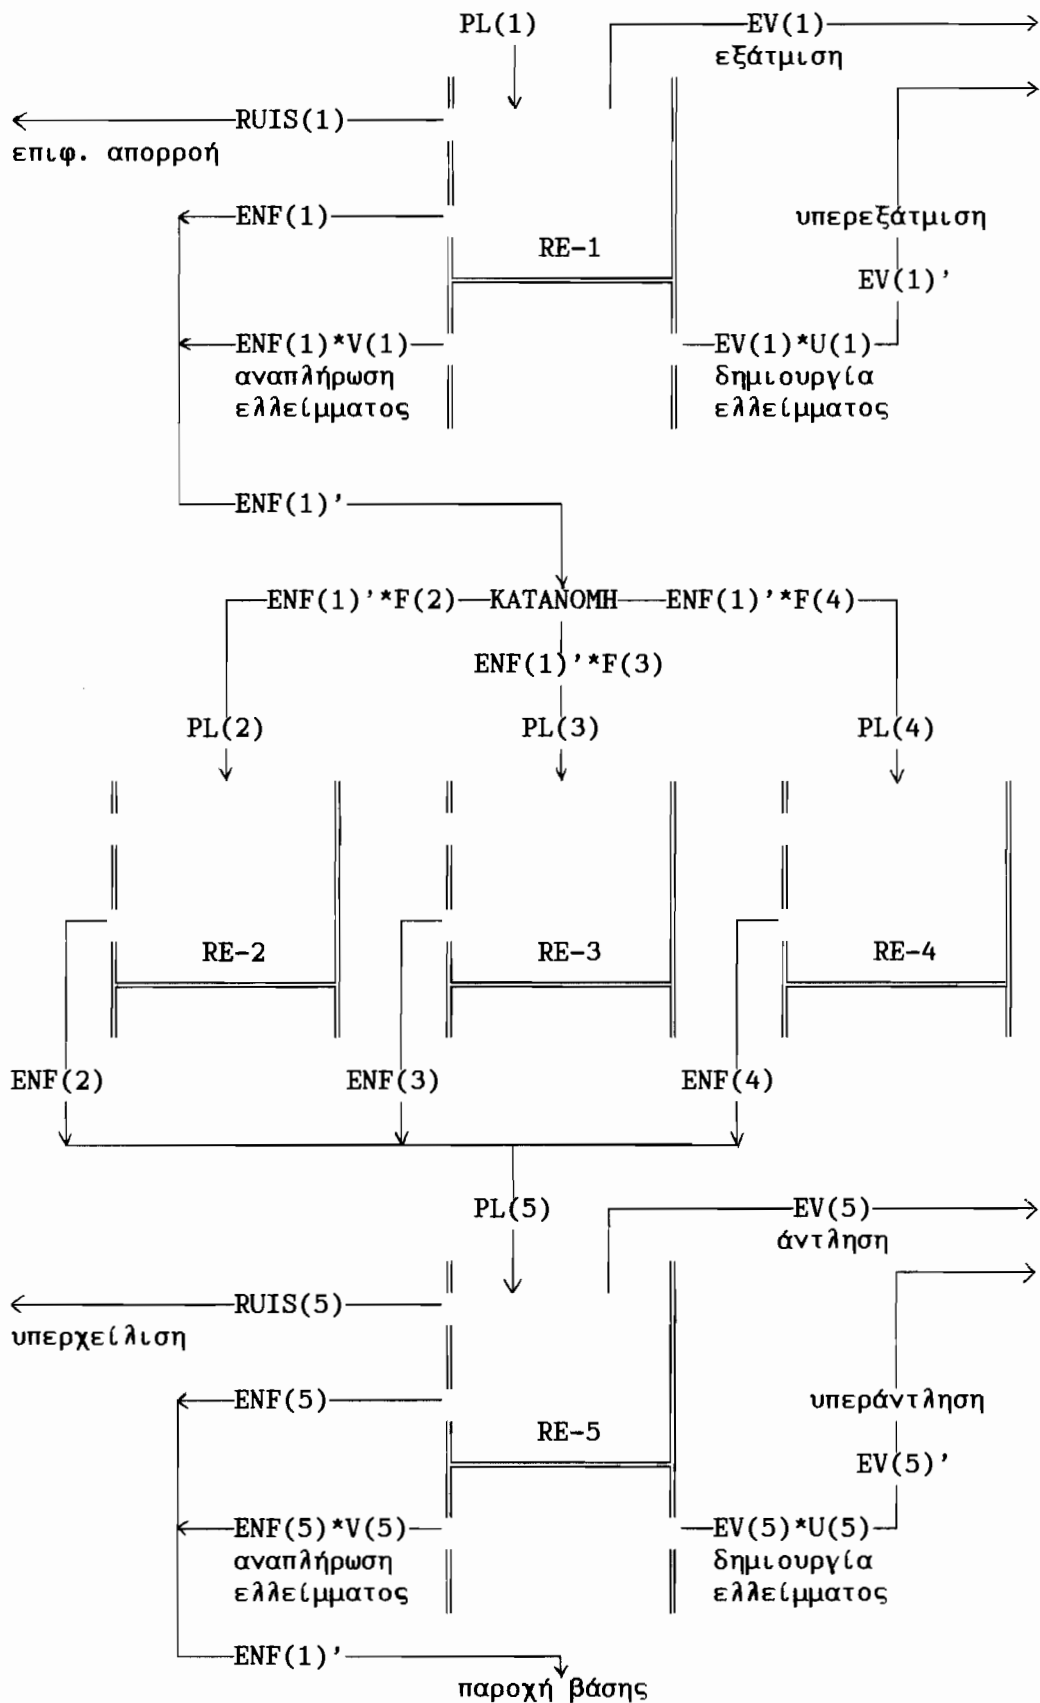 PL(1) EV(1)
εξάτμιση
RUIS(1)
επιφ. απορροή
ENF(1) υπερεξάτμιση
RE-1
EV(1)'
ENF(1)*V(1) EV(1)*U(1)
αναπλήρωση δημιουργία
ελλείμματος ελλείμματος
ENF(1)'
ENF(1)'*F(2) ΚΑΤΑΝΟΜΗ ENF(1)'*F(4)
ENF(1)'*F(3)
PL(2) PL(3) PL(4)
RE-2 RE-3 RE-4
ENF(2) ENF(3) ENF(4)
PL(5) EV(5)
άντληση
RUIS(5)
υπερχείλιση
ENF(5) υπεράντληση
RE-5
EV(5)'
ENF(5)*V(5) EV(5)*U(5)
αναπλήρωση δημιουργία
ελλείμματος ελλείμματος
ENF(1)'
παροχή βάσης